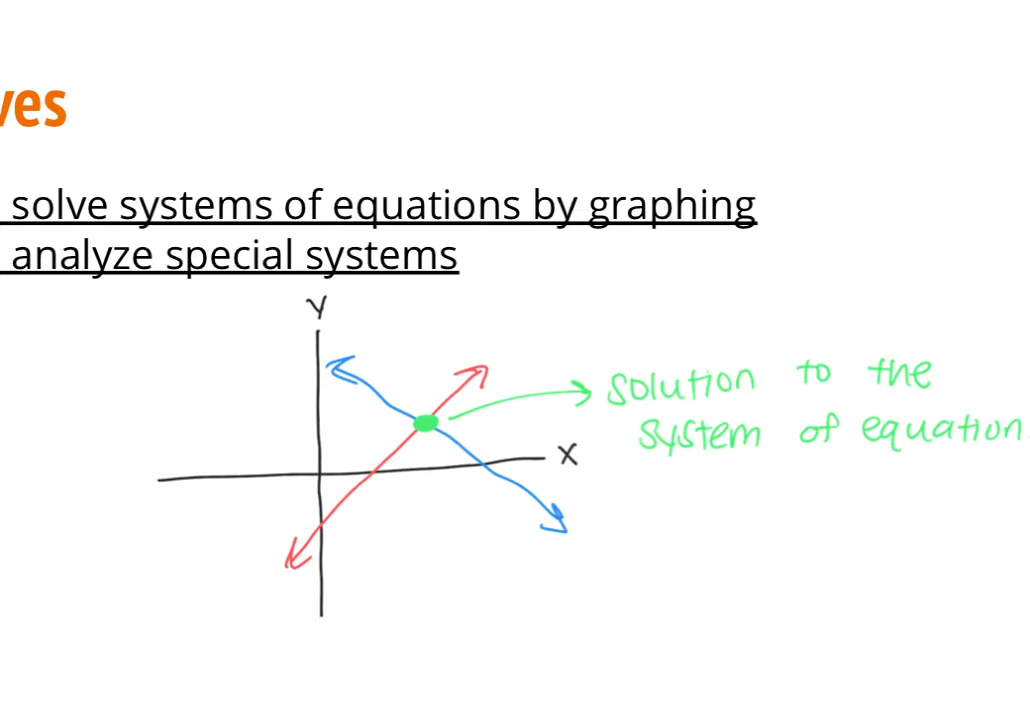 ves
solve systems of equations by graphing
analyze special systems
Y
solution to the
system of equation
X